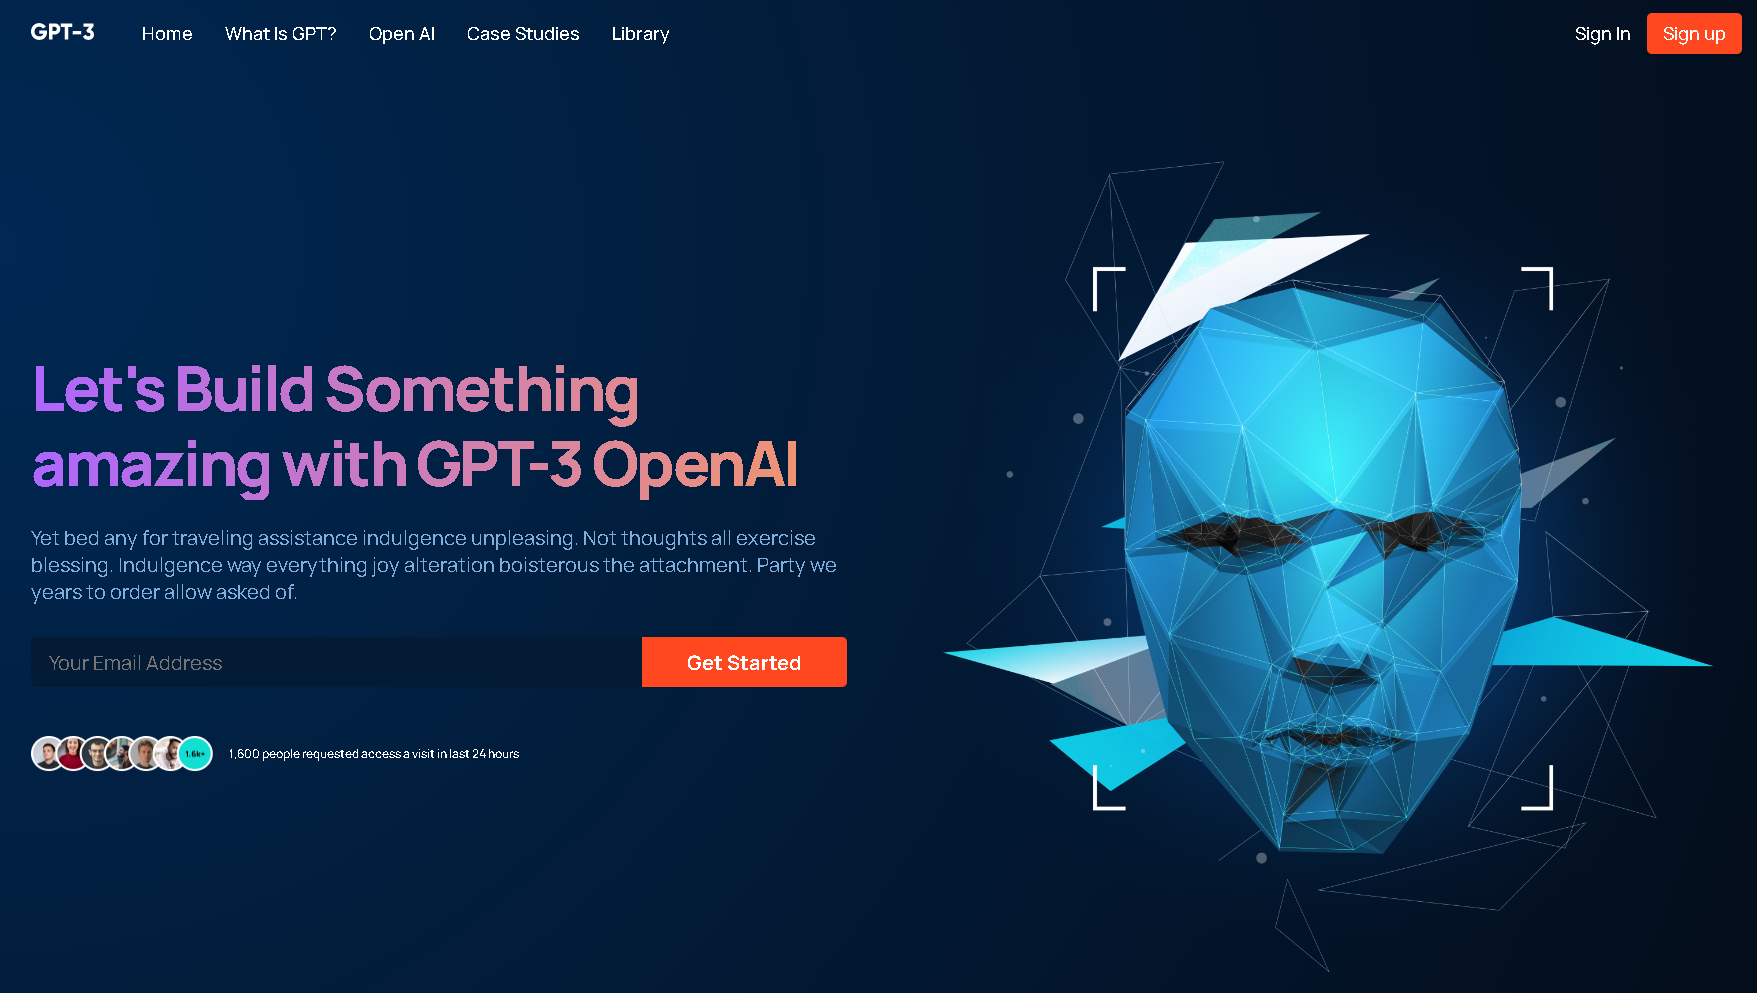 GPT-3
Home
What Is GPT?
Open AI
Case Studies
Library
Sign In
Sign up
Let's Build Something
amazing with GPT-3 OpenAI
Yet bed any for traveling assistance indulgence unpleasing. Not thoughts all exercise
blessing. Indulgence way everything joy alteration boisterous the attachment. Party we
years to order allow asked of.
Your Email Address
Get Started
1.6k+
1,600 people requested access a visit in last 24 hours